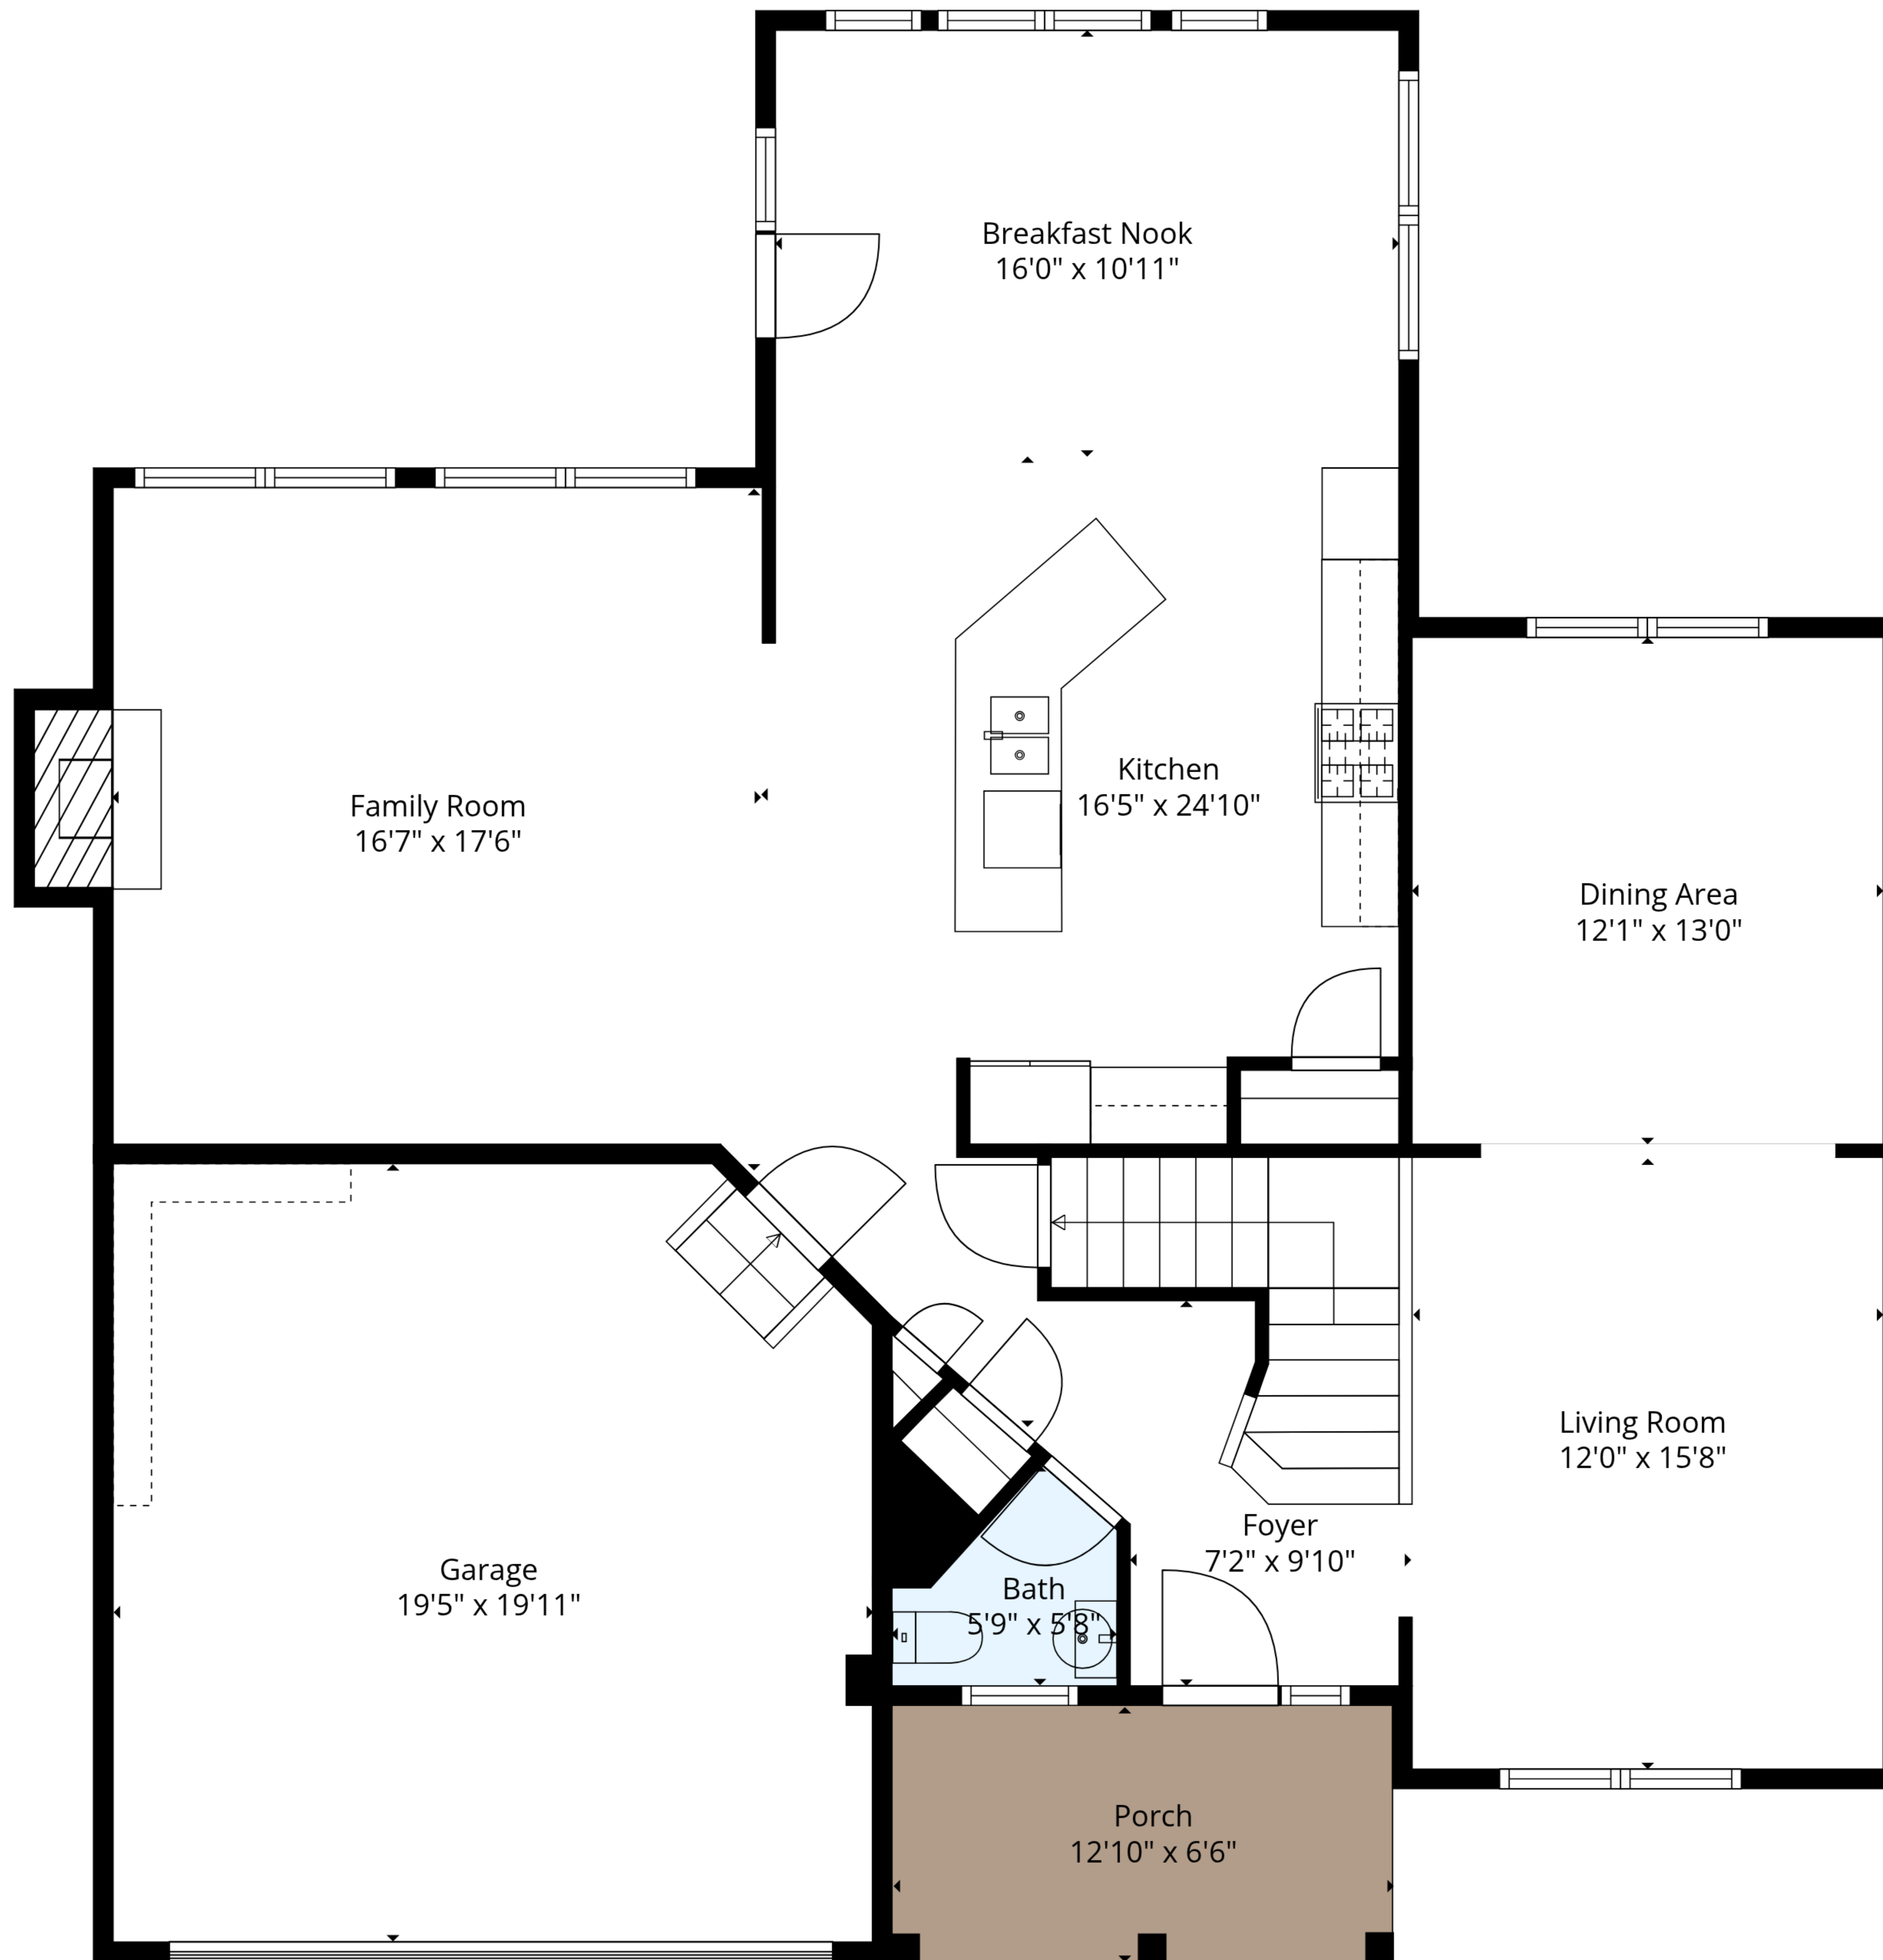 Breakfast Nook
16'0" x 10'11"
Kitchen
16'5" x 24'10"
Family Room
16'7" x 17'6"
Dining Area
12'1" x 13'0"
Living Room
12'0" x 15'8"
Foyer
7'2" x 9'10"
Garage
19'5" x 19'11"
Bath
5'9" x 5'8"
Porch
12'10" x 6'6"